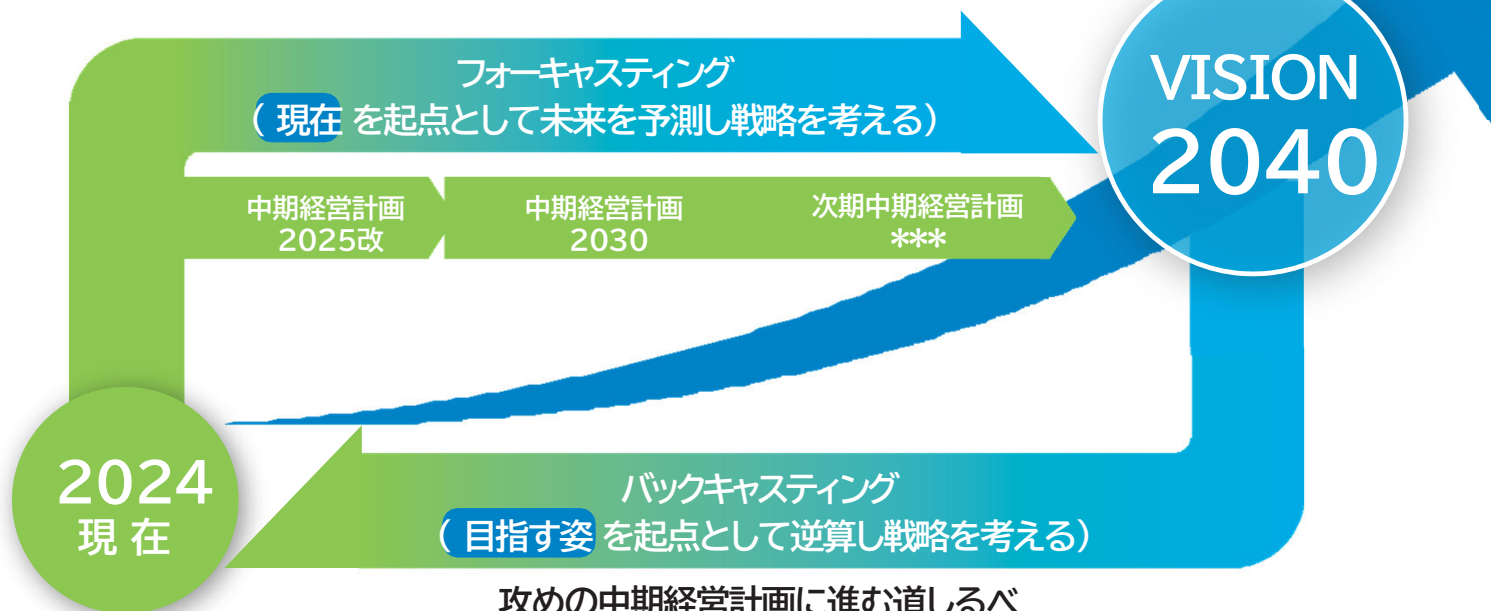 フォーキャスティング
（ 現在 を起点として未来を予測し戦略を考える）
VISION
2040
中期経営計画
2025改
中期経営計画
2030
次期中期経営計画
***
2024
現 在
バックキャスティング
（ 目指す姿 を起点として逆算し戦略を考える）
攻めの中期経営計画に進む道しるべ